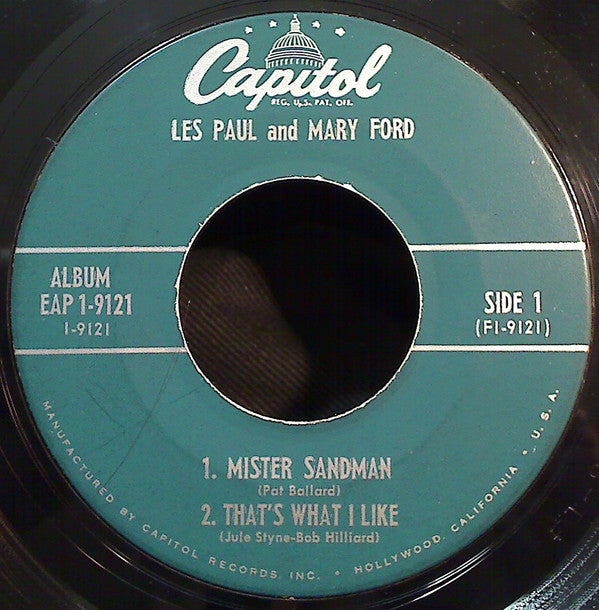 Capitol
REG. U.S. PAT. OFF.
LES PAUL and MARY FORD
ALBUM
EAP 1-9121
1-9121
SIDE 1
(F1-9121)
1. MISTER SANDMAN
(Pat Ballard)
2. THAT'S WHAT I LIKE
(Jule Styne-Bob Hilliard)
MANUFACTURED BY CAPITOL RECORDS, INC. • HOLLYWOOD, CALIFORNIA • U.S.A.